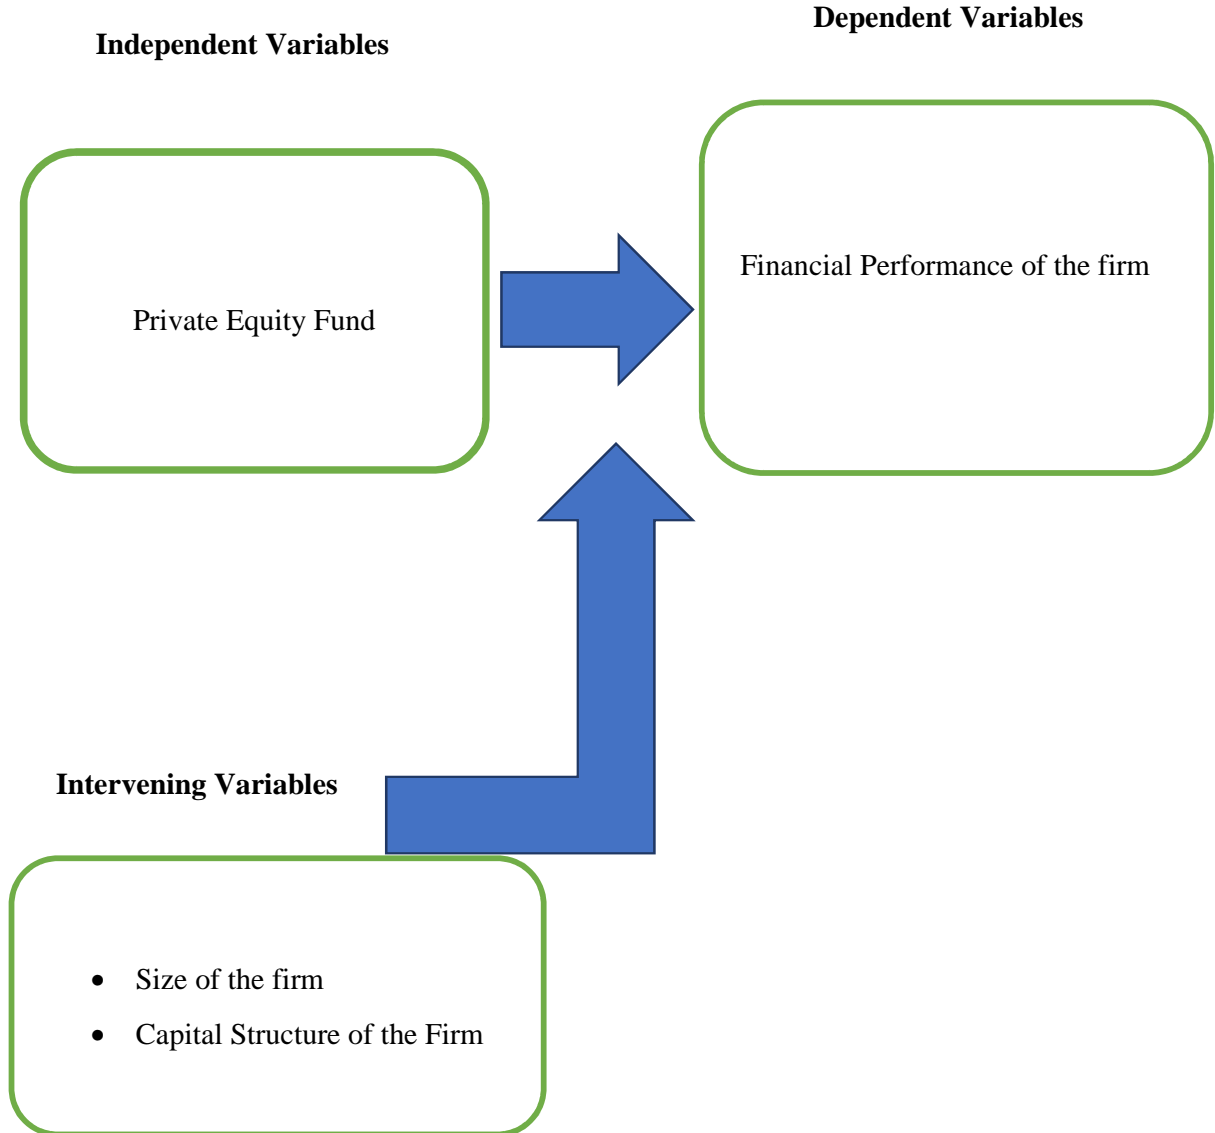 Dependent Variables
Independent Variables
Financial Performance of the firm
Private Equity Fund
Intervening Variables
• Size of the firm
• Capital Structure of the Firm